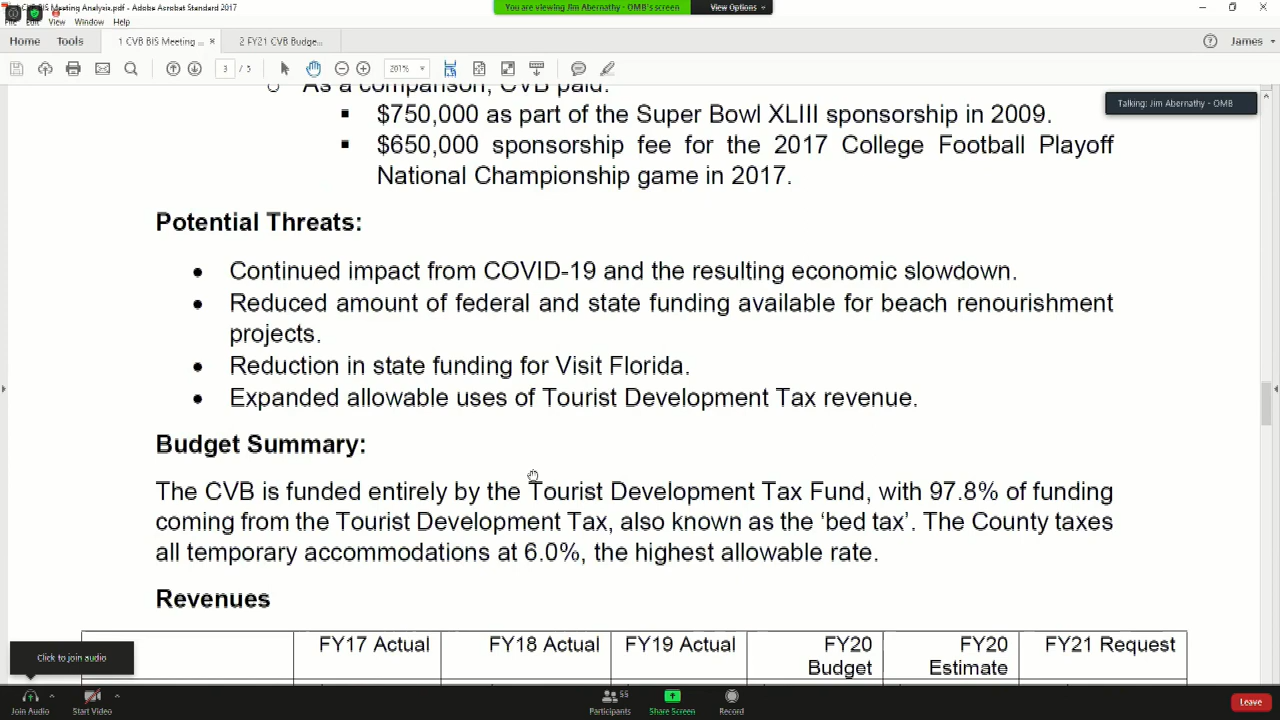 1 CVB BIS Meeting Analysis.pdf - Adobe Acrobat Standard 2017
You are viewing Jim Abernathy - OMB's screen
View Options
File Edit View Window Help
Home Tools 1 CVB BIS Meeting ... × 2 FY21 CVB Budge... James
3 / 5 201%
Talking: Jim Abernathy - OMB
As a comparison, CVB paid:
$750,000 as part of the Super Bowl XLIII sponsorship in 2009.
$650,000 sponsorship fee for the 2017 College Football Playoff
National Championship game in 2017.
Potential Threats:
Continued impact from COVID-19 and the resulting economic slowdown.
Reduced amount of federal and state funding available for beach renourishment
projects.
Reduction in state funding for Visit Florida.
Expanded allowable uses of Tourist Development Tax revenue.
Budget Summary:
The CVB is funded entirely by the Tourist Development Tax Fund, with 97.8% of funding
coming from the Tourist Development Tax, also known as the ‘bed tax’. The County taxes
all temporary accommodations at 6.0%, the highest allowable rate.
Revenues
FY17 Actual FY18 Actual FY19 Actual FY20 FY20 FY21 Request
Budget Estimate
Click to join audio
55
Join Audio Start Video Participants Share Screen Record Leave